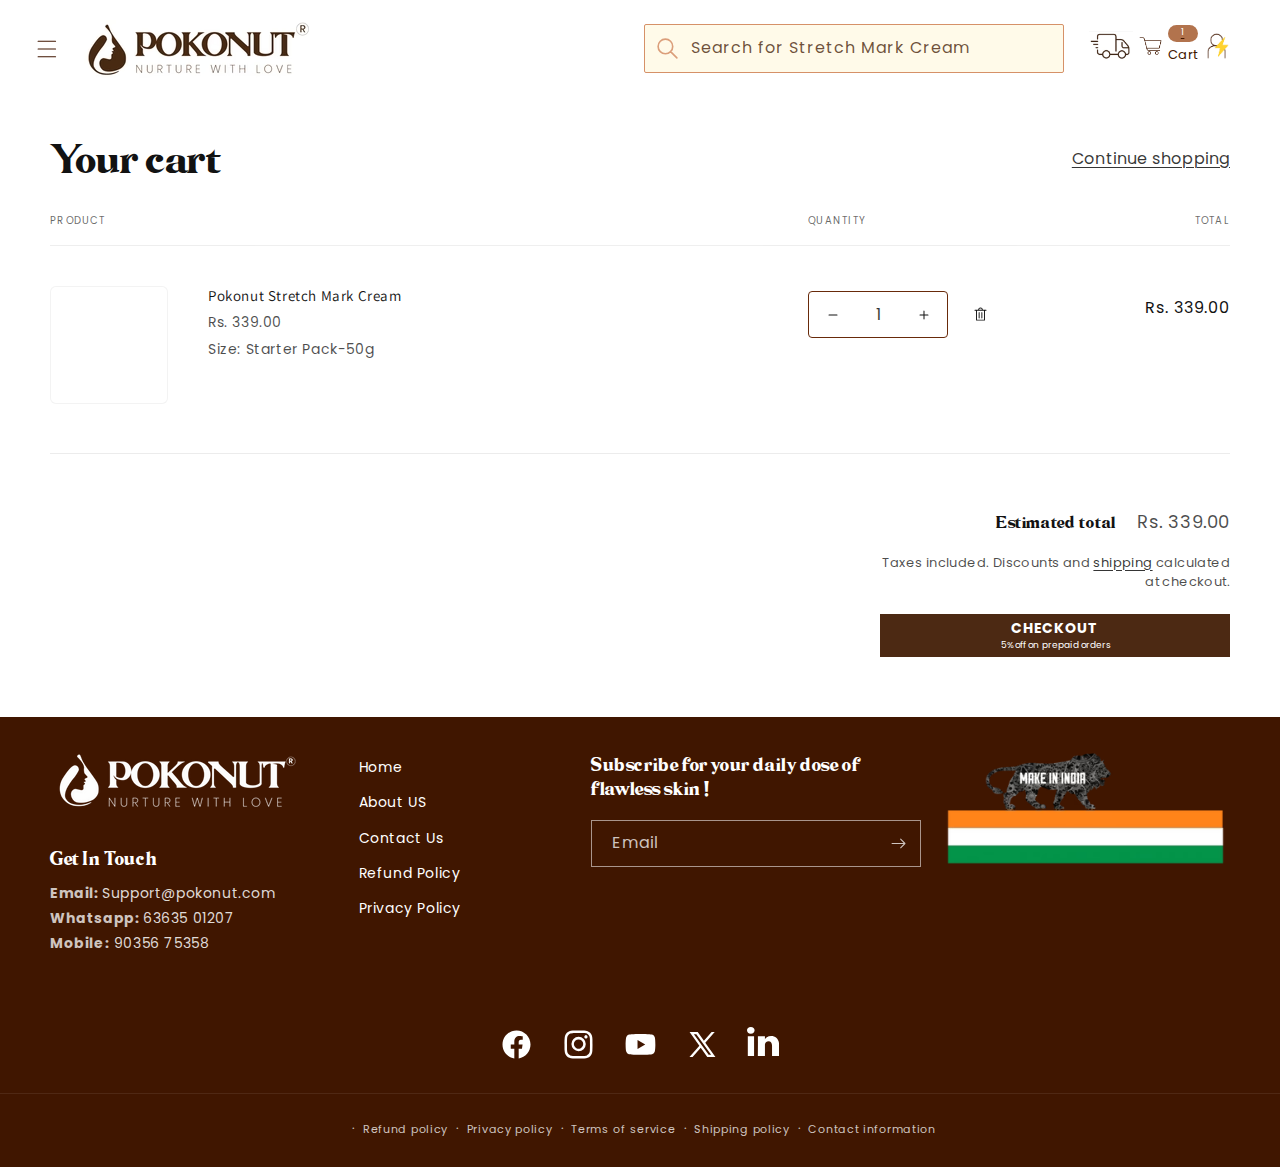 POKONUT®
NURTURE WITH LOVE
Search for Stretch Mark Cream
1
Cart
Your cart
Continue shopping
PRODUCT
QUANTITY
TOTAL
Pokonut Stretch Mark Cream
Rs. 339.00
Size: Starter Pack-50g
1
Rs. 339.00
Estimated total
Rs. 339.00
Taxes included. Discounts and shipping calculated
at checkout.
CHECKOUT
5% off on prepaid orders
POKONUT®
NURTURE WITH LOVE
Get In Touch
Email: Support@pokonut.com
Whatsapp: 63635 01207
Mobile: 90356 75358
Home
About US
Contact Us
Refund Policy
Privacy Policy
Subscribe for your daily dose of
flawless skin !
Email
MAKE IN INDIA
· Refund policy · Privacy policy · Terms of service · Shipping policy · Contact information